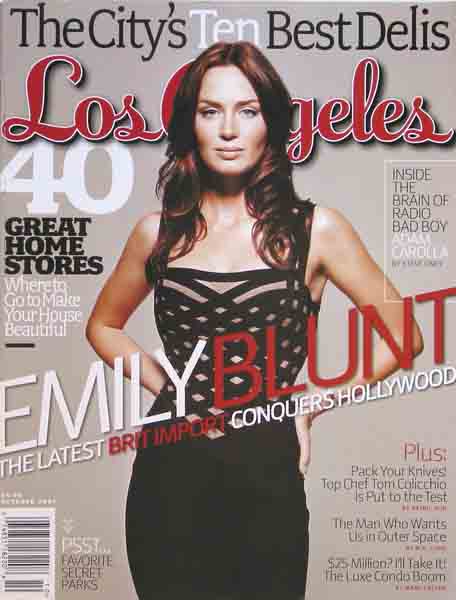 The City's Ten Best Delis
Los Angeles
40
GREAT
HOME
STORES
Where to
Go to Make
Your House
Beautiful
INSIDE
THE
BRAIN OF
RADIO
BAD BOY
ADAM
CAROLLA
EMILY BLUNT
THE LATEST BRIT IMPORT CONQUERS HOLLYWOOD
Plus:
Pack Your Knives!
Top Chef Tom Colicchio
Is Put to the Test
The Man Who Wants
Us in Outer Space
$25 Million? I'll Take It!
The Luxe Condo Boom
OCTOBER 2007
PSST...
FAVORITE
SECRET
PARKS